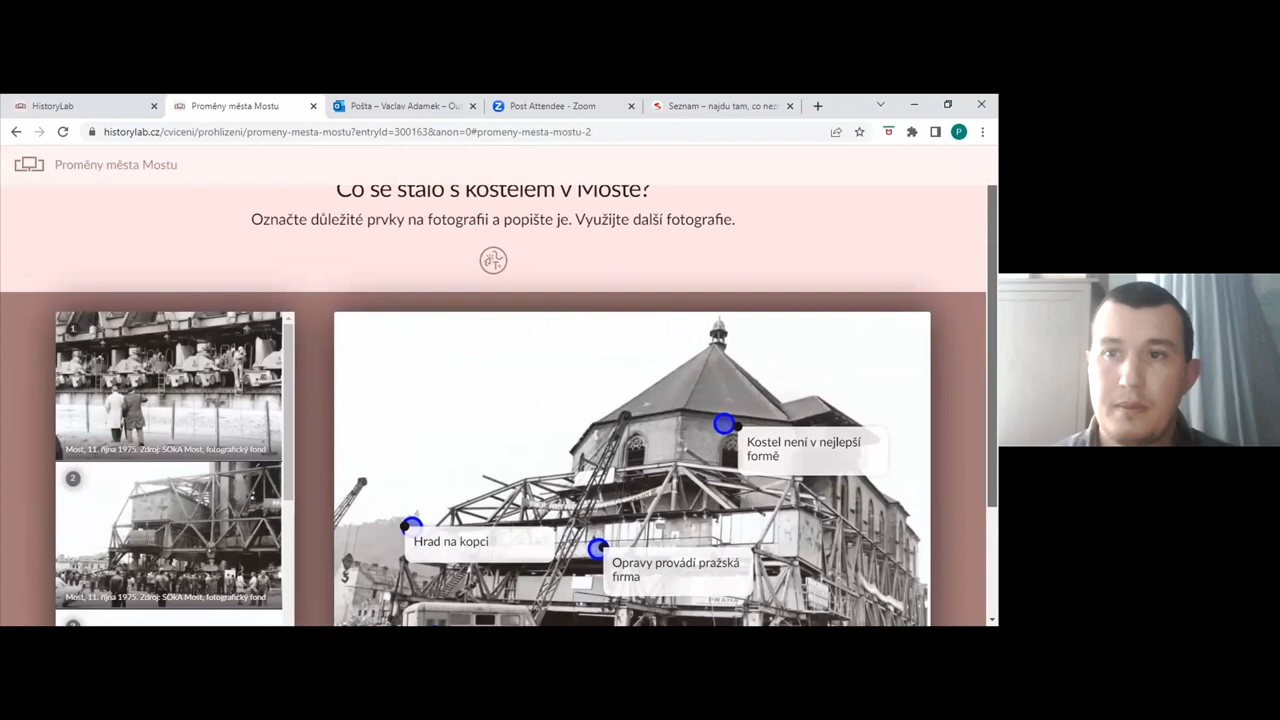 HistoryLab
Proměny města Mostu
Pošta – Vaclav Adamek – Ou
Post Attendee - Zoom
Seznam – najdu tam, co nez
historylab.cz/cviceni/prohlizeni/promeny-mesta-mostu?entryId=300163&anon=0#promeny-mesta-mostu-2
P
Proměny města Mostu
Co se stalo s kostelem v Mostě?
Označte důležité prvky na fotografii a popište je. Využijte další fotografie.
1
Most, 11. října 1975. Zdroj: SOkA Most, fotografický fond
2
Most, 11. října 1975. Zdroj: SOkA Most, fotografický fond
3
Kostel není v nejlepší
formě
Hrad na kopci
Opravy provádí pražská
firma